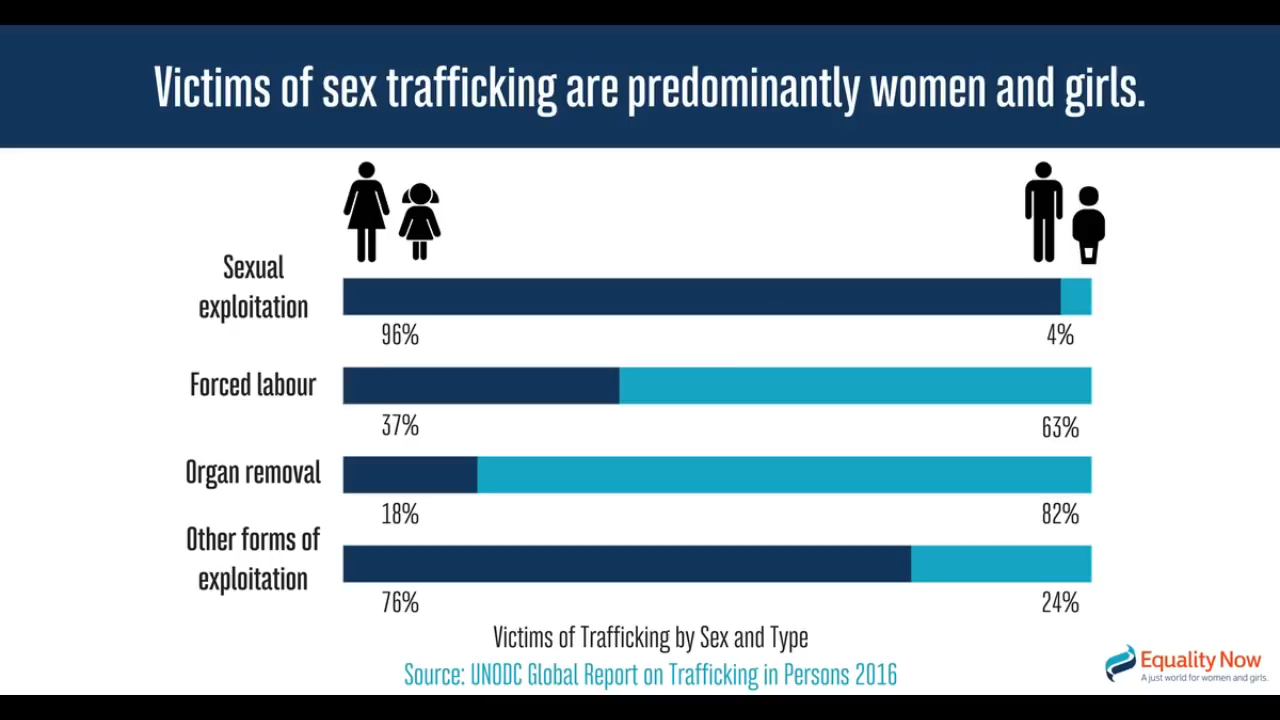 Victims of sex trafficking are predominantly women and girls.
Sexual
exploitation
96%
4%
Forced labour
37%
63%
Organ removal
18%
82%
Other forms of
exploitation
76%
24%
Victims of Trafficking by Sex and Type
Source: UNODC Global Report on Trafficking in Persons 2016
Equality Now
A just world for women and girls.